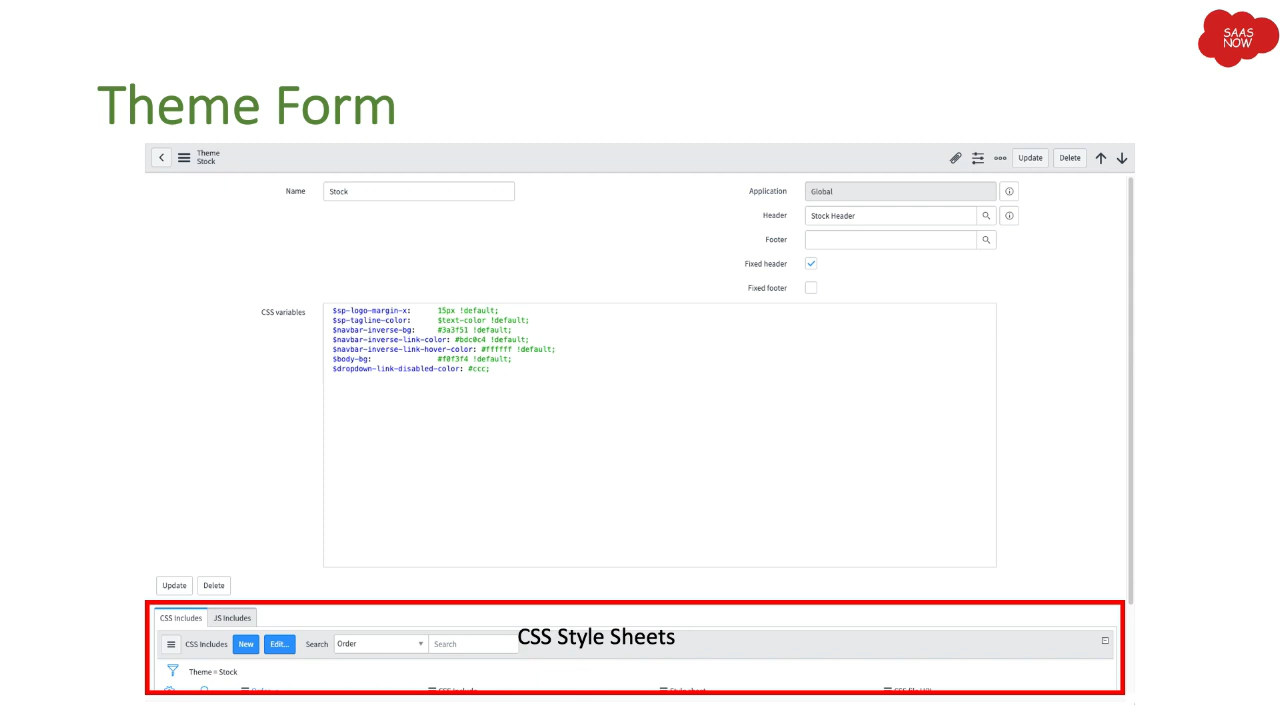 SAAS
NOW
Theme Form
Theme
Stock
Update
Delete
Name
Stock
Application
Global
Header
Stock Header
Footer
Fixed header
Fixed footer
CSS variables
$sp-logo-margin-x: 15px !default;
$sp-tagline-color: $text-color !default;
$navbar-inverse-bg: #3a3f51 !default;
$navbar-inverse-link-color: #bdc0c4 !default;
$navbar-inverse-link-hover-color: #ffffff !default;
$body-bg: #f0f3f4 !default;
$dropdown-link-disabled-color: #ccc;
Update
Delete
CSS Includes
JS Includes
CSS Includes
New
Edit...
Search
Order
Search
CSS Style Sheets
Theme = Stock